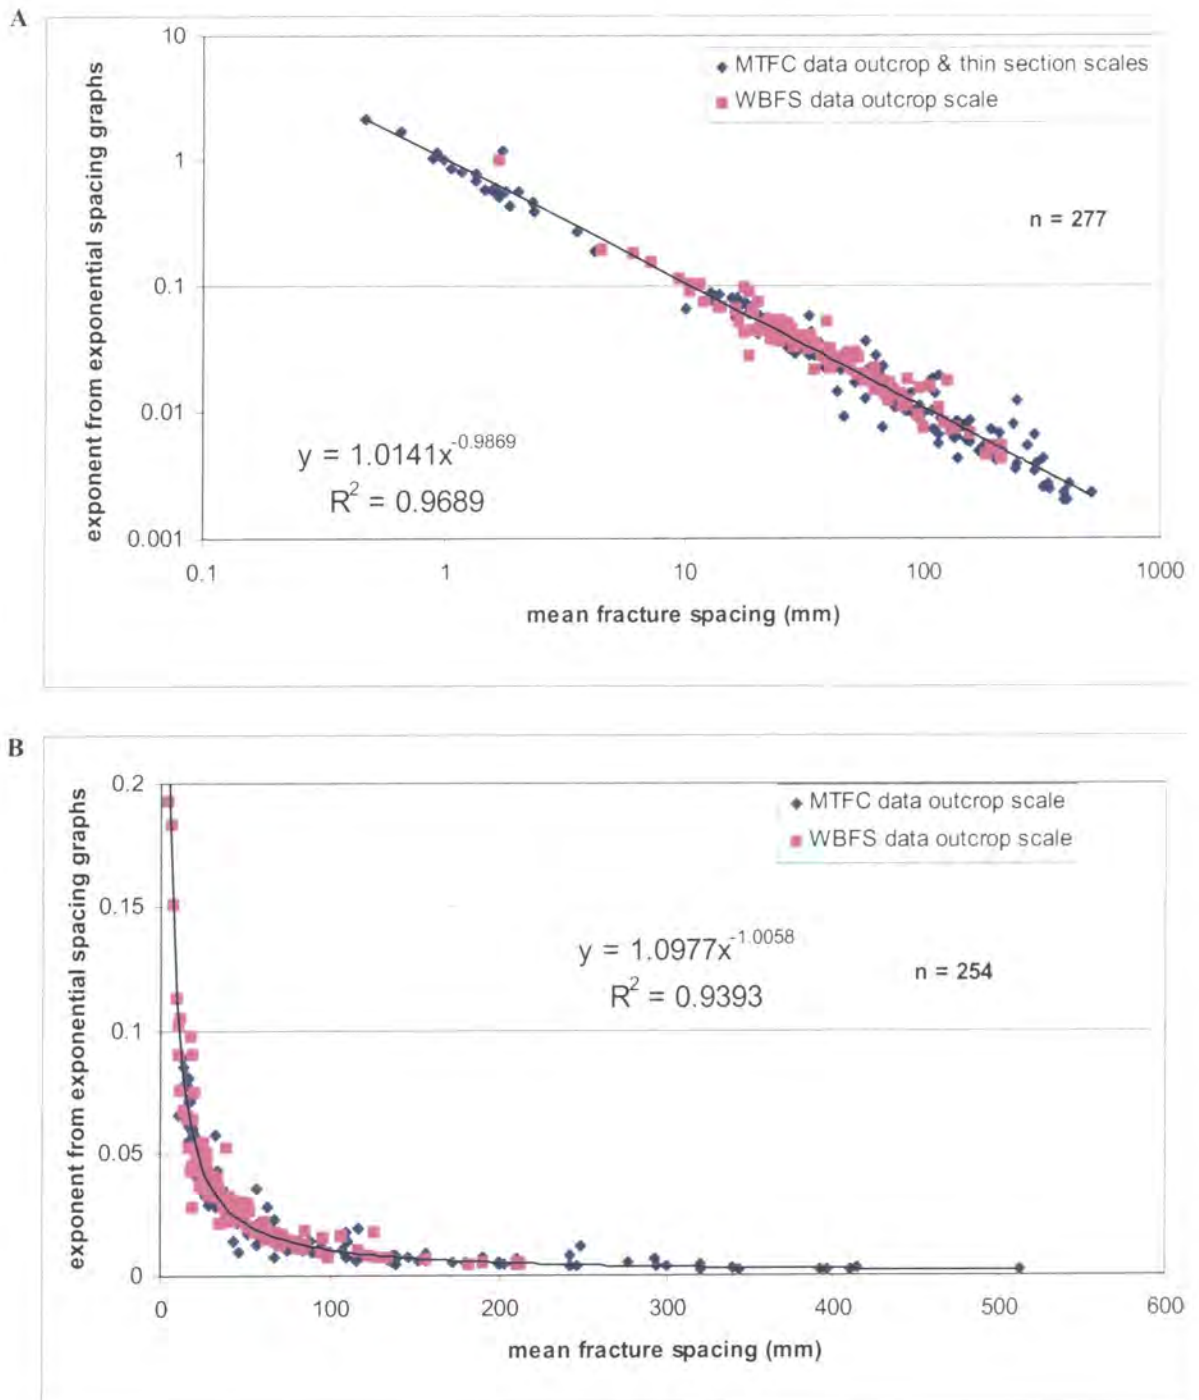 A
exponent from exponential spacing graphs
10
1
0.1
0.01
0.001
MTFC data outcrop & thin section scales
WBFS data outcrop scale
n = 277
y = 1.0141x^-0.9869
R^2 = 0.9689
0.1 1 10 100 1000
mean fracture spacing (mm)
B
exponent from exponential spacing graphs
0.2
0.15
0.1
0.05
0
MTFC data outcrop scale
WBFS data outcrop scale
y = 1.0977x^-1.0058
R^2 = 0.9393
n = 254
0 100 200 300 400 500 600
mean fracture spacing (mm)